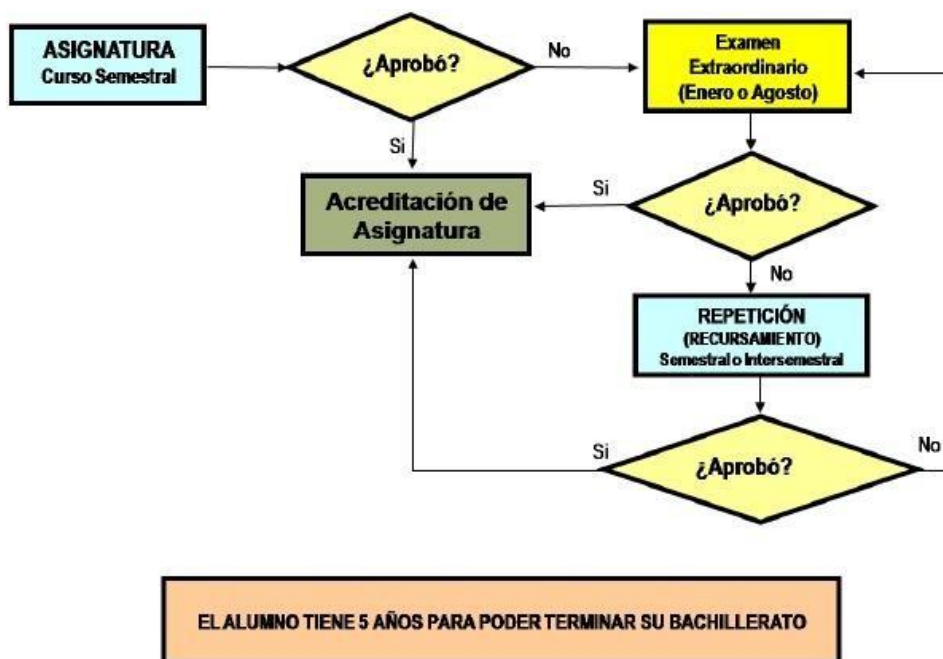 ASIGNATURA
Curso Semestral
¿Aprobó?
No
Examen
Extraordinario
(Enero o Agosto)
Si
Acreditación de
Asignatura
Si
¿Aprobó?
No
REPETICIÓN
(RECURSAMIENTO)
Semestral o Intersemestral
Si
¿Aprobó?
No
EL ALUMNO TIENE 5 AÑOS PARA PODER TERMINAR SU BACHILLERATO